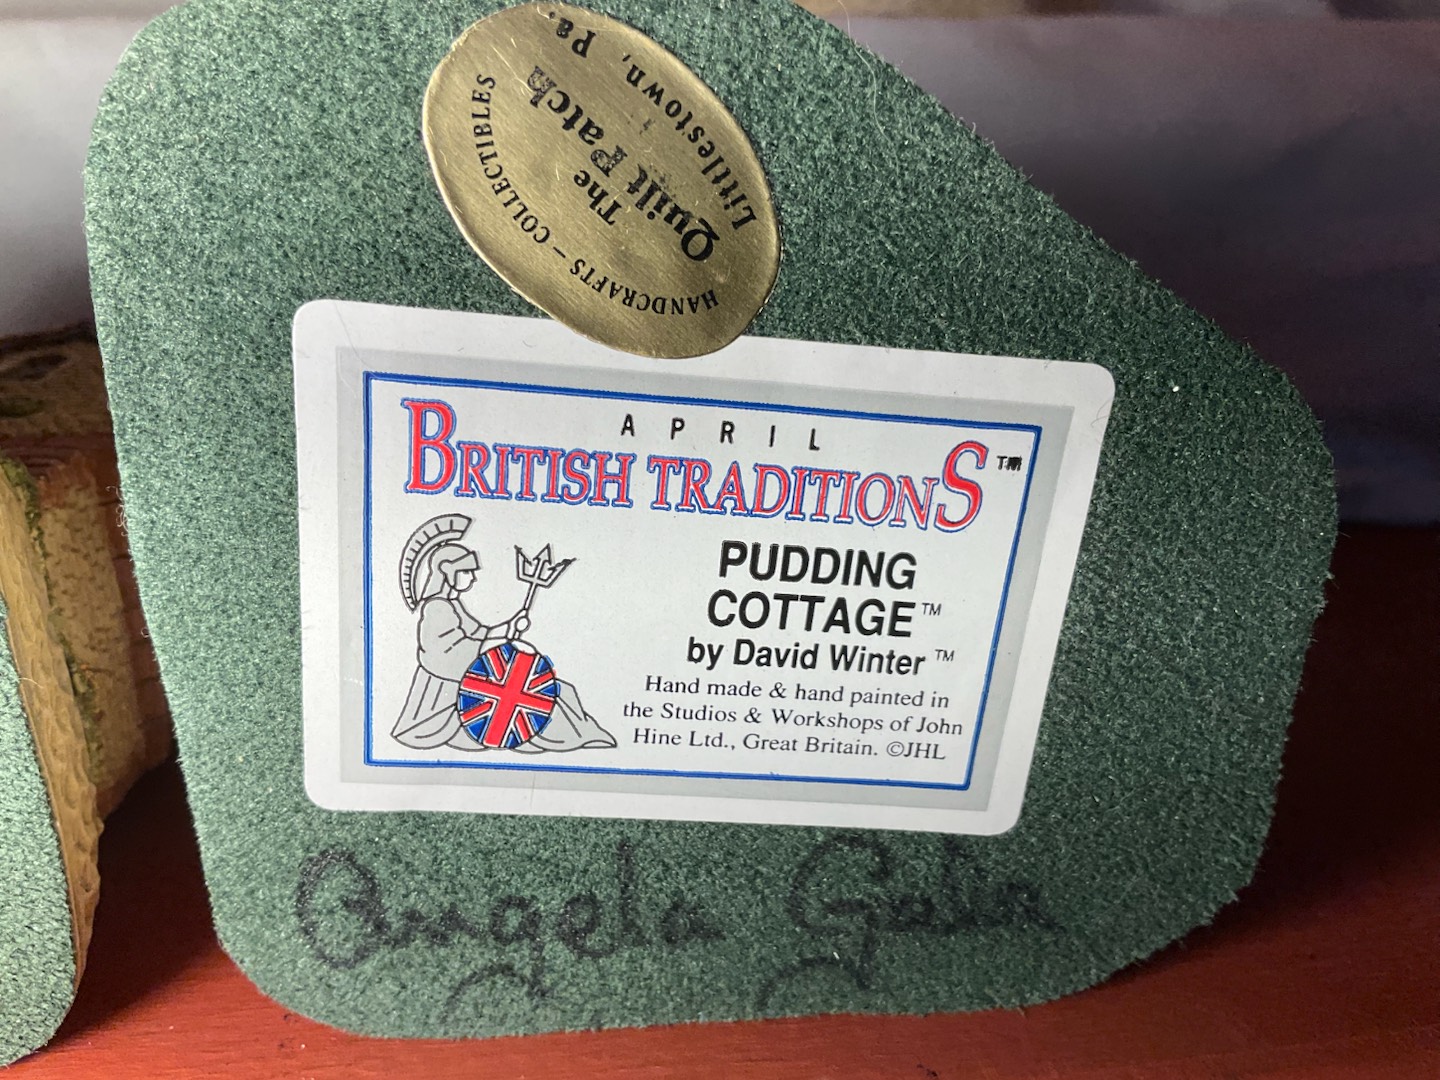 The
Quilt Patch
Littlestown, Pa.
HANDCRAFTS – COLLECTIBLES
APRIL
BRITISH TRADITIONS™
PUDDING
COTTAGE™
by David Winter™
Hand made & hand painted in
the Studios & Workshops of John
Hine Ltd., Great Britain. ©JHL
Angela